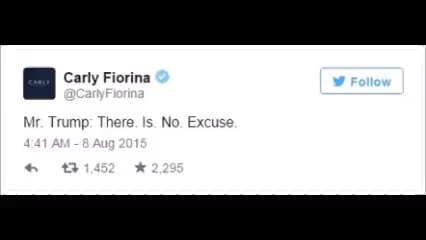 CARLY
Carly Fiorina
@CarlyFiorina
Follow
Mr. Trump: There. Is. No. Excuse.
4:41 AM - 8 Aug 2015
1,452 2,295